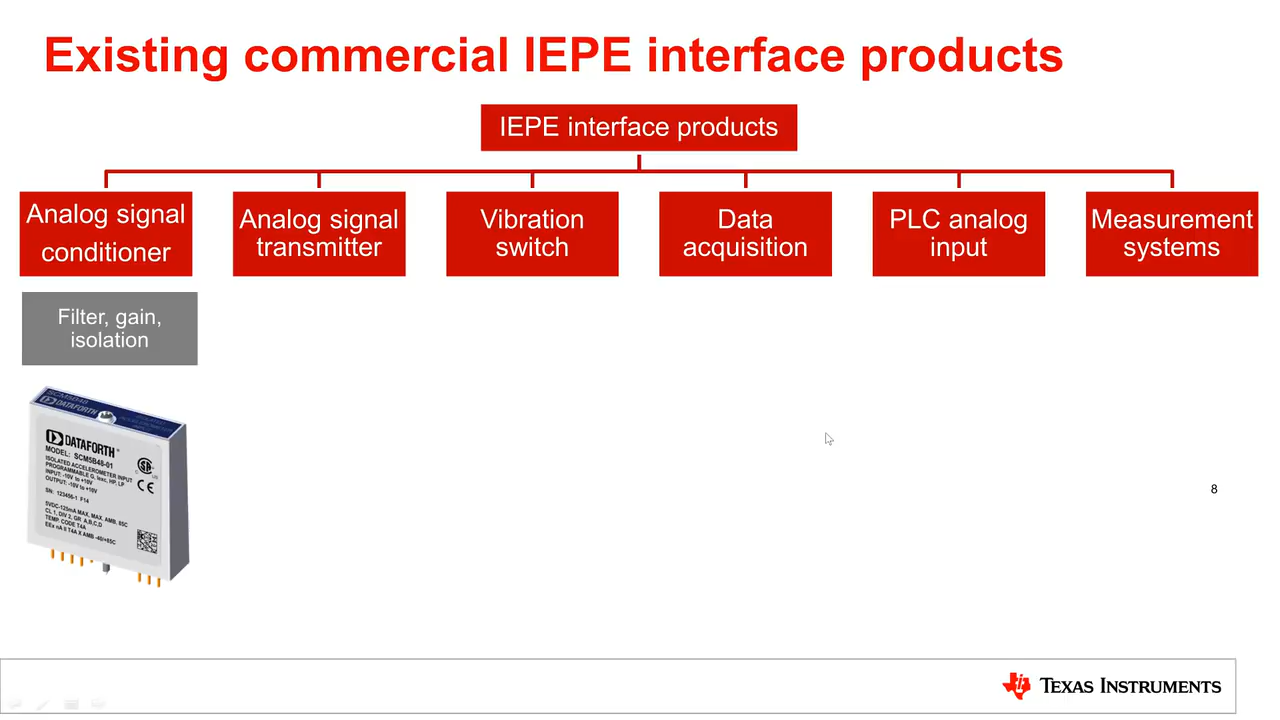 Existing commercial IEPE interface products
IEPE interface products
Analog signal
conditioner
Analog signal
transmitter
Vibration
switch
Data
acquisition
PLC analog
input
Measurement
systems
Filter, gain,
isolation
SCM5B48
DATAFORTH
DATAFORTH
MODEL: SCM5B48-01
ISOLATED ACCELEROMETER INPUT
PROGRAMMABLE G, Iexc, HP, LP
INPUT: -10V to +10V
OUTPUT: -10V to +10V
SN: 123456-1 F14
5VDC-123mA MAX, MAX. AMB. 85C
CL 1, DIV 2, GR A,B,C,D
TEMP. CODE T4A
EEx nA II T4A X AMB -40/+85C
8
TEXAS INSTRUMENTS